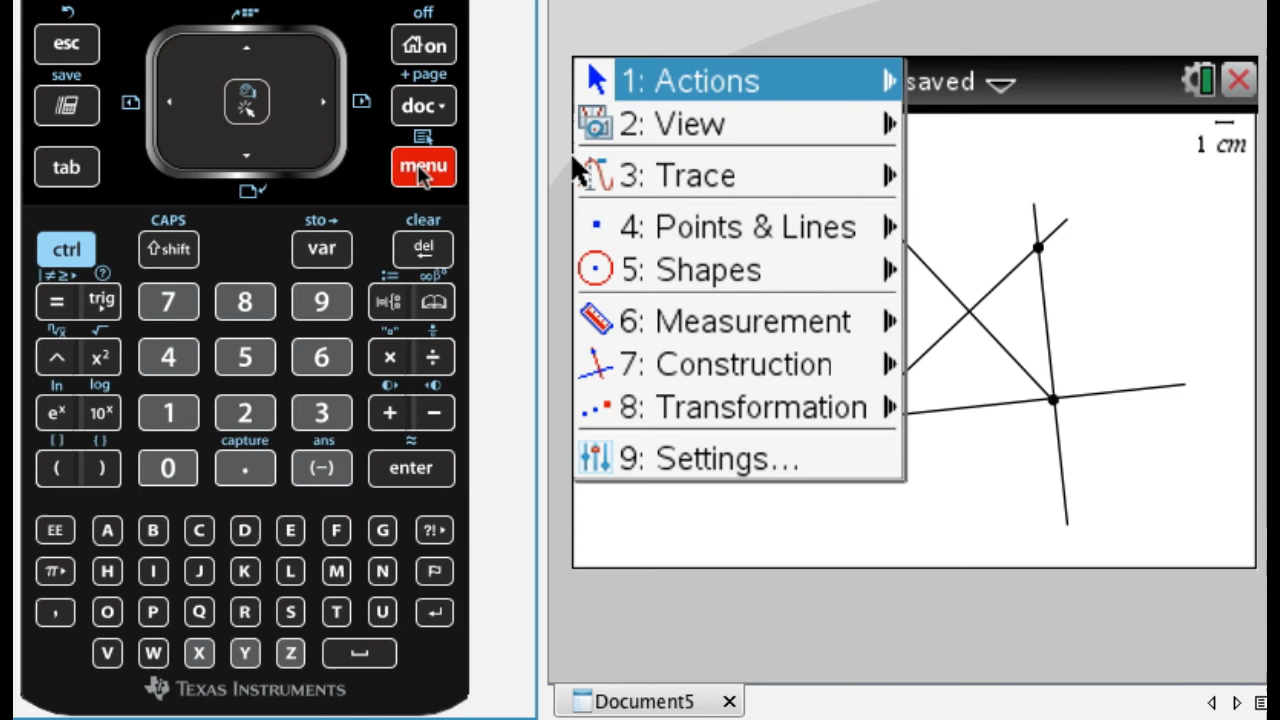 off
esc
on
save
+ page
doc
tab
menu
CAPS
sto→
clear
ctrl
⇧shift
var
del
|≠≥▸
?
:=
∞β°
=
trig
7
8
9
ⁿ√x
√
"∘"
^
x²
4
5
6
×
÷
ln
log
eˣ
10ˣ
1
2
3
+
−
[ ]
{ }
capture
ans
≈
(
)
0
.
(−)
enter
EE
A
B
C
D
E
F
G
?!▸
π▸
H
I
J
K
L
M
N
,
O
P
Q
R
S
T
U
V
W
X
Y
Z
TEXAS INSTRUMENTS
1: Actions
2: View
3: Trace
4: Points & Lines
5: Shapes
6: Measurement
7: Construction
8: Transformation
9: Settings...
saved
1 cm
Document5